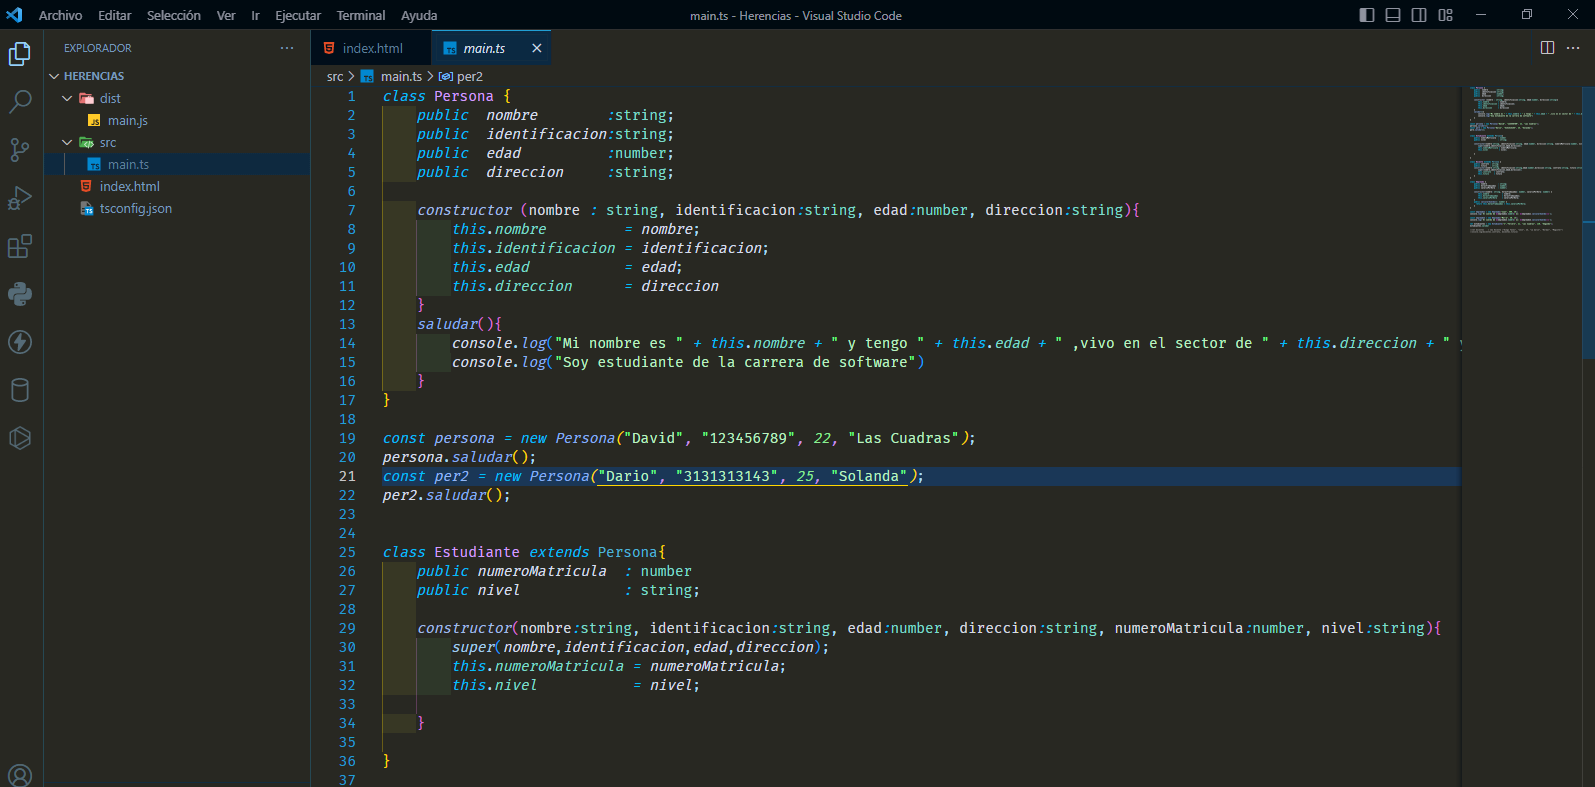 Archivo Editar Selección Ver Ir Ejecutar Terminal Ayuda
main.ts - Herencias - Visual Studio Code
EXPLORADOR
HERENCIAS
dist
JS main.js
src
TS main.ts
index.html
TS tsconfig.json
index.html
TS main.ts
src > TS main.ts > per2
1 class Persona {
2 public nombre :string;
3 public identificacion:string;
4 public edad :number;
5 public direccion :string;
6
7 constructor (nombre : string, identificacion:string, edad:number, direccion:string){
8 this.nombre = nombre;
9 this.identificacion = identificacion;
10 this.edad = edad;
11 this.direccion = direccion
12 }
13 saludar(){
14 console.log("Mi nombre es " + this.nombre + " y tengo " + this.edad + " ,vivo en el sector de " + this.direccion + " y
15 console.log("Soy estudiante de la carrera de software")
16 }
17 }
18
19 const persona = new Persona("David", "123456789", 22, "Las Cuadras");
20 persona.saludar();
21 const per2 = new Persona("Dario", "3131313143", 25, "Solanda");
22 per2.saludar();
23
24
25 class Estudiante extends Persona{
26 public numeroMatricula : number
27 public nivel : string;
28
29 constructor(nombre:string, identificacion:string, edad:number, direccion:string, numeroMatricula:number, nivel:string){
30 super(nombre,identificacion,edad,direccion);
31 this.numeroMatricula = numeroMatricula;
32 this.nivel = nivel;
33
34 }
35
36 }
37